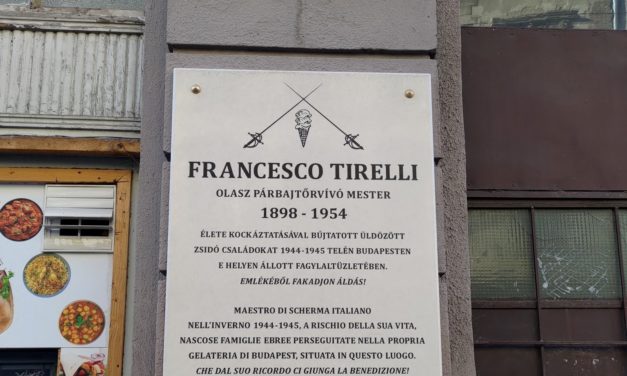 FRANCESCO TIRELLI
OLASZ PÁRBAJTŐRVÍVÓ MESTER
1898 - 1954
ÉLETE KOCKÁZTATÁSÁVAL BÚJTATOTT ÜLDÖZÖTT
ZSIDÓ CSALÁDOKAT 1944-1945 TELÉN BUDAPESTEN
E HELYEN ÁLLOTT FAGYLALTÜZLETÉBEN.
EMLÉKÉBŐL FAKADJON ÁLDÁS!
MAESTRO DI SCHERMA ITALIANO
NELL'INVERNO 1944-1945, A RISCHIO DELLA SUA VITA,
NASCOSE FAMIGLIE EBREE PERSEGUITATE NELLA PROPRIA
GELATERIA DI BUDAPEST, SITUATA IN QUESTO LUOGO.
CHE DAL SUO RICORDO CI GIUNGA LA BENEDIZIONE!